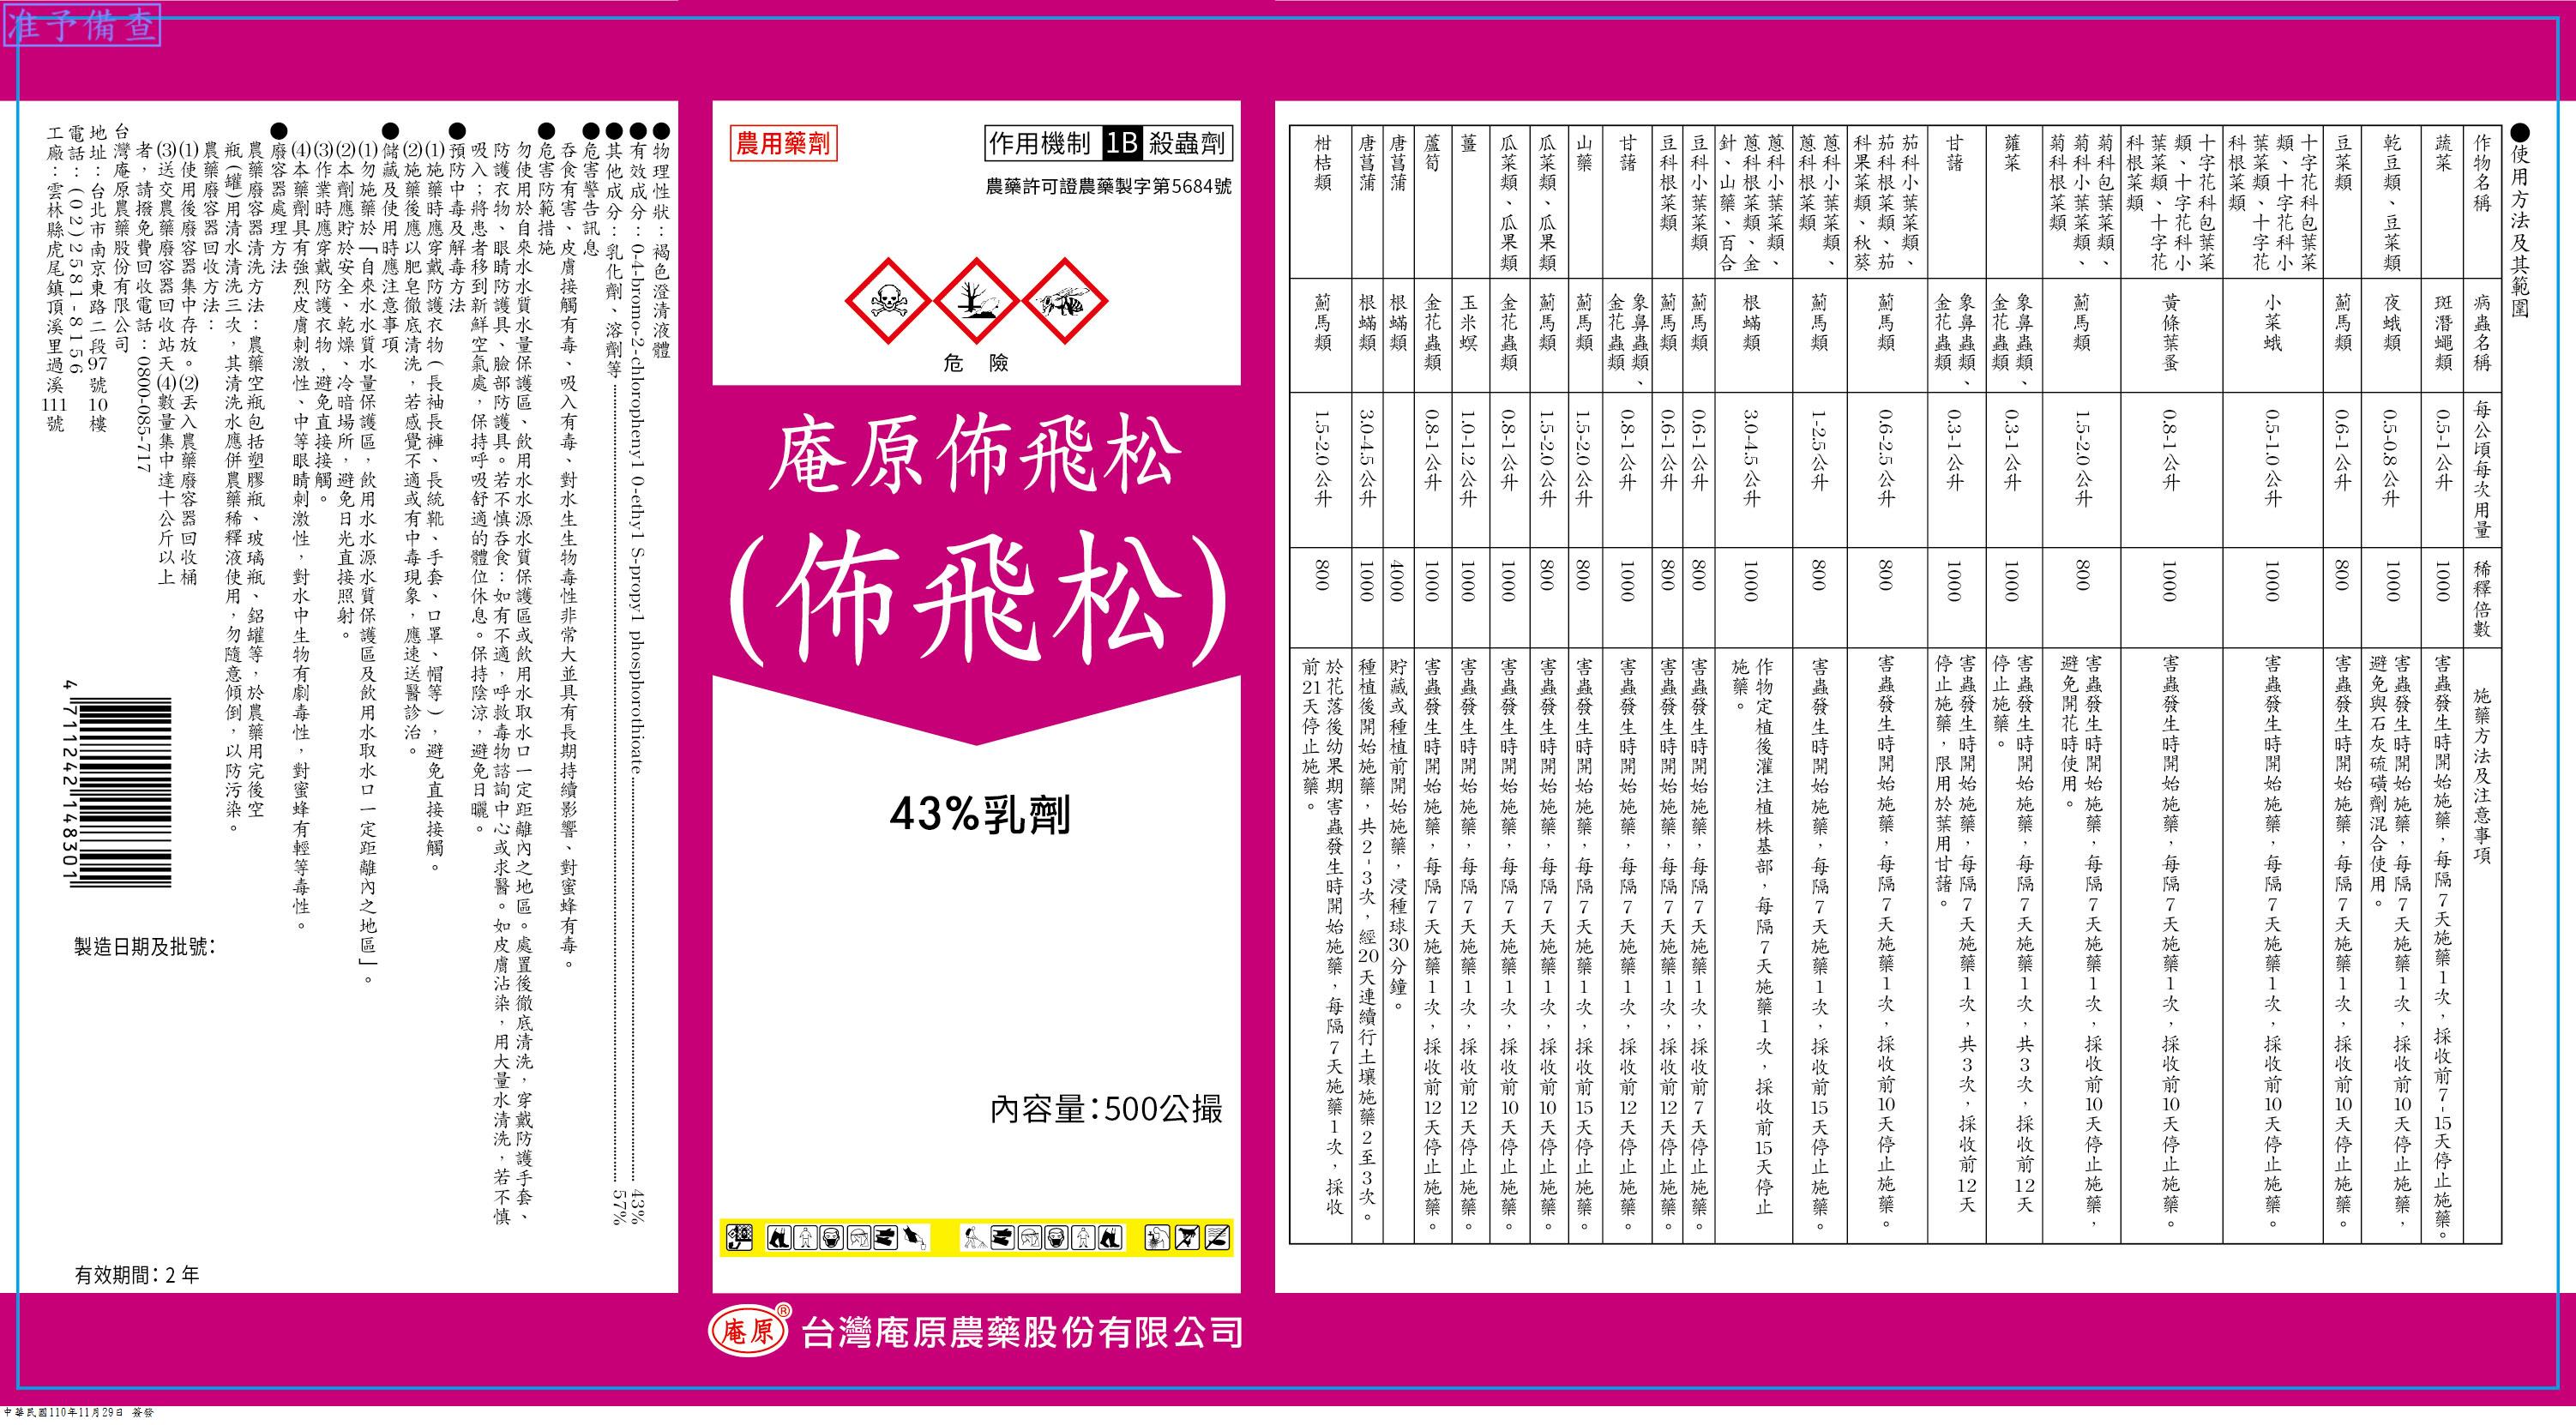 准予備查
●物理性狀：褐色澄清液體
●有效成分：0-4-bromo-2-chloropheny1 0-ethy1 S-propy1 phosphorothioate 43%
●其他成分：乳化劑、溶劑等 57%
●危害警告訊息
吞食有害、皮膚接觸有毒、吸入有毒、對水生生物毒性非常大並具有長期持續影響、對蜜蜂有毒。
●危害防範措施
勿使用於自來水水質水量保護區、飲用水水源水質保護區或飲用水取水口一定距離內之地區。處置後徹底清洗，穿戴防護手套、
防護衣物、眼睛防護具、臉部防護具。若不慎吞食：如有不適，呼救毒物諮詢中心或求醫。如皮膚沾染，用大量水清洗，若不慎
吸入；將患者移到新鮮空氣處，保持呼吸舒適的體位休息。保持陰涼，避免日曬。
●預防中毒及解毒方法
(1)施藥時應穿戴防護衣物（長袖長褲、長統靴、手套、口罩、帽等），避免直接接觸。
(2)施藥後應以肥皂徹底清洗，若感覺不適或有中毒現象，應速送醫診治。
●儲藏及使用時應注意事項
(1)勿施藥於「自來水水質水量保護區，飲用水水源水質保護區及飲用水取水口一定距離內之地區」。
(2)本劑應貯於安全、乾燥、冷暗場所，避免日光直接照射。
(3)作業時應穿戴防護衣物，避免直接接觸。
(4)本藥劑具有強烈皮膚刺激性、中等眼睛刺激性，對水中生物有劇毒性，對蜜蜂有輕等毒性。
●廢容器處理方法
農藥廢容器清洗方法：農藥空瓶包括塑膠瓶、玻璃瓶、鋁罐等，於農藥用完後空
瓶（罐）用清水清洗三次，其清洗水應併農藥稀釋液使用，勿隨意傾倒，以防污染。
農藥廢容器回收方法：
(1)使用後廢容器集中存放。(2)丟入農藥廢容器回收桶
(3)送交農藥廢容器回收站天(4)數量集中達十公斤以上
者，請撥免費回收電話：0800-085-717
台灣庵原農藥股份有限公司
地址：台北市南京東路二段97號10樓
電話：(02)2581-8156
工廠：雲林縣虎尾鎮頂溪里過溪111號
4 711242 148301
製造日期及批號：
有效期間：2 年
農用藥劑
作用機制 1B 殺蟲劑
農藥許可證農藥製字第5684號
危 險
庵原佈飛松
(佈飛松)
43%乳劑
內容量：500公撮
庵原®
台灣庵原農藥股份有限公司
●使用方法及其範圍
作物名稱 病蟲名稱 每公頃每次用量 稀釋倍數 施藥方法及注意事項
蔬菜 斑潛蠅類 0.5-1公升 1000 害蟲發生時開始施藥，每隔7天施藥1次，採收前7-15天停止施藥。
乾豆類、豆菜類 夜蛾類 0.5-0.8公升 1000 害蟲發生時開始施藥，每隔7天施藥1次，採收前10天停止施藥，
避免與石灰硫磺劑混合使用。
豆菜類 薊馬類 0.6-1公升 800 害蟲發生時開始施藥，每隔7天施藥1次，採收前10天停止施藥。
十字花科包葉菜
類、十字花科小
葉菜類、十字花
科根菜類 小菜蛾 0.5-1.0公升 1000 害蟲發生時開始施藥，每隔7天施藥1次，採收前10天停止施藥。
十字花科包葉菜
類、十字花科小
葉菜類、十字花
科根菜類 黃條葉蚤 0.8-1公升 1000 害蟲發生時開始施藥，每隔7天施藥1次，採收前10天停止施藥。
菊科包葉菜類、
菊科小葉菜類、
菊科根菜類 薊馬類 1.5-2.0公升 800 害蟲發生時開始施藥，每隔7天施藥1次，採收前10天停止施藥，
避免開花時使用。
蕹菜 象鼻蟲類、
金花蟲類 0.3-1公升 1000 害蟲發生時開始施藥，每隔7天施藥1次，共3次，採收前12天
停止施藥。
甘藷 象鼻蟲類、
金花蟲類 0.3-1公升 1000 害蟲發生時開始施藥，每隔7天施藥1次，共3次，採收前12天
停止施藥，限用於葉用甘藷。
茄科小葉菜類、
茄科根菜類、茄
科果菜類、秋葵 薊馬類 0.6-2.5公升 800 害蟲發生時開始施藥，每隔7天施藥1次，採收前10天停止施藥。
蔥科小葉菜類、
蔥科根菜類 薊馬類 1-2.5公升 800 害蟲發生時開始施藥，每隔7天施藥1次，採收前15天停止施藥。
蔥科小葉菜類、
蔥科根菜類、金
針、山藥、百合 根蟎類 3.0-4.5公升 1000 作物定植後灌注植株基部，每隔7天施藥1次，採收前15天停止
施藥。
豆科小葉菜類 薊馬類 0.6-1公升 800 害蟲發生時開始施藥，每隔7天施藥1次，採收前7天停止施藥。
豆科根菜類 薊馬類 0.6-1公升 800 害蟲發生時開始施藥，每隔7天施藥1次，採收前12天停止施藥。
甘藷 象鼻蟲類、
金花蟲類 0.8-1公升 1000 害蟲發生時開始施藥，每隔7天施藥1次，採收前12天停止施藥。
山藥 薊馬類 1.5-2.0公升 800 害蟲發生時開始施藥，每隔7天施藥1次，採收前15天停止施藥。
瓜菜類、瓜果類 薊馬類 1.5-2.0公升 800 害蟲發生時開始施藥，每隔7天施藥1次，採收前10天停止施藥。
瓜菜類、瓜果類 金花蟲類 0.8-1公升 1000 害蟲發生時開始施藥，每隔7天施藥1次，採收前10天停止施藥。
薑 玉米螟 1.0-1.2公升 1000 害蟲發生時開始施藥，每隔7天施藥1次，採收前12天停止施藥。
蘆筍 金花蟲類 0.8-1公升 1000 害蟲發生時開始施藥，每隔7天施藥1次，採收前12天停止施藥。
唐菖蒲 根蟎類 4000 貯藏或種植前開始施藥，浸種球30分鐘。
唐菖蒲 根蟎類 3.0-4.5公升 1000 種植後開始施藥，共2-3次，經20天連續行土壤施藥2至3次。
柑桔類 薊馬類 1.5-2.0公升 800 於花落後幼果期害蟲發生時開始施藥，每隔7天施藥1次，採收
前21天停止施藥。
中華民國110年11月29日 簽發